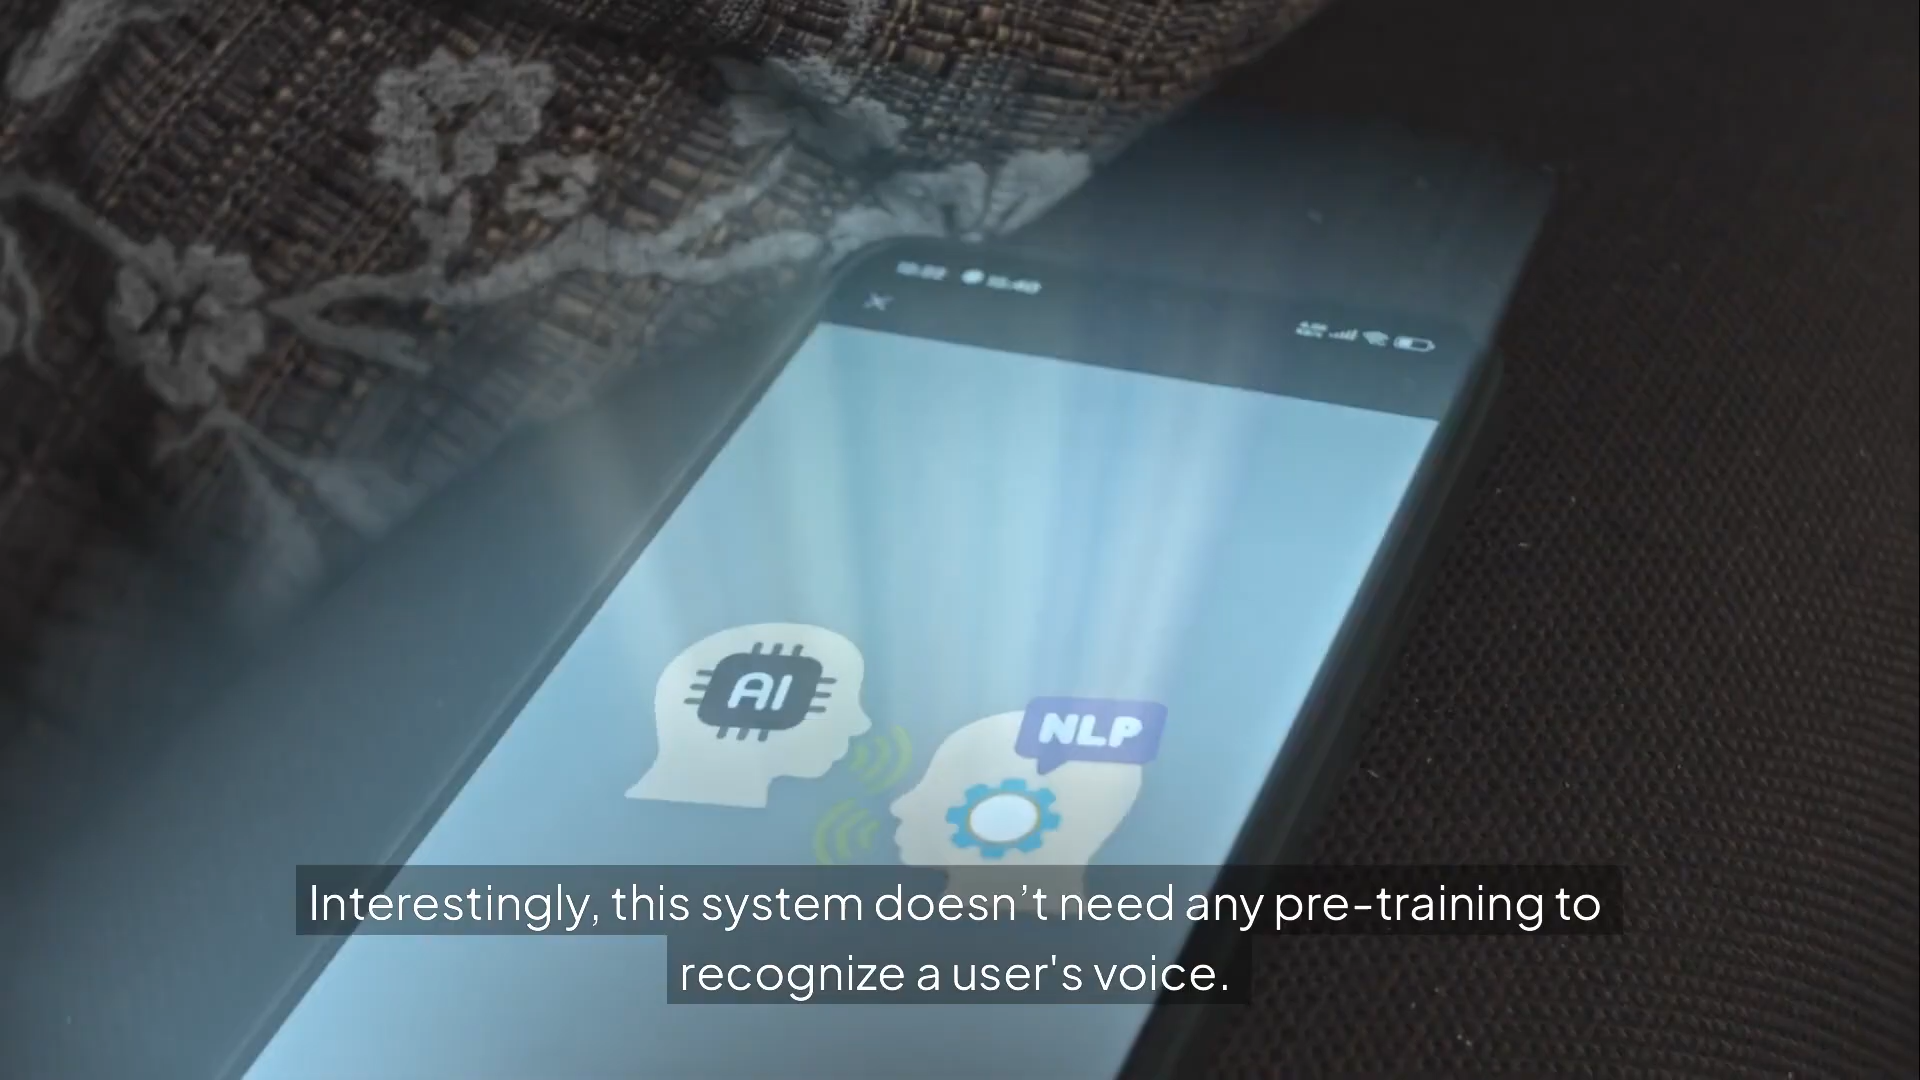 AI
NLP
Interestingly, this system doesn’t need any pre-training to
recognize a user's voice.